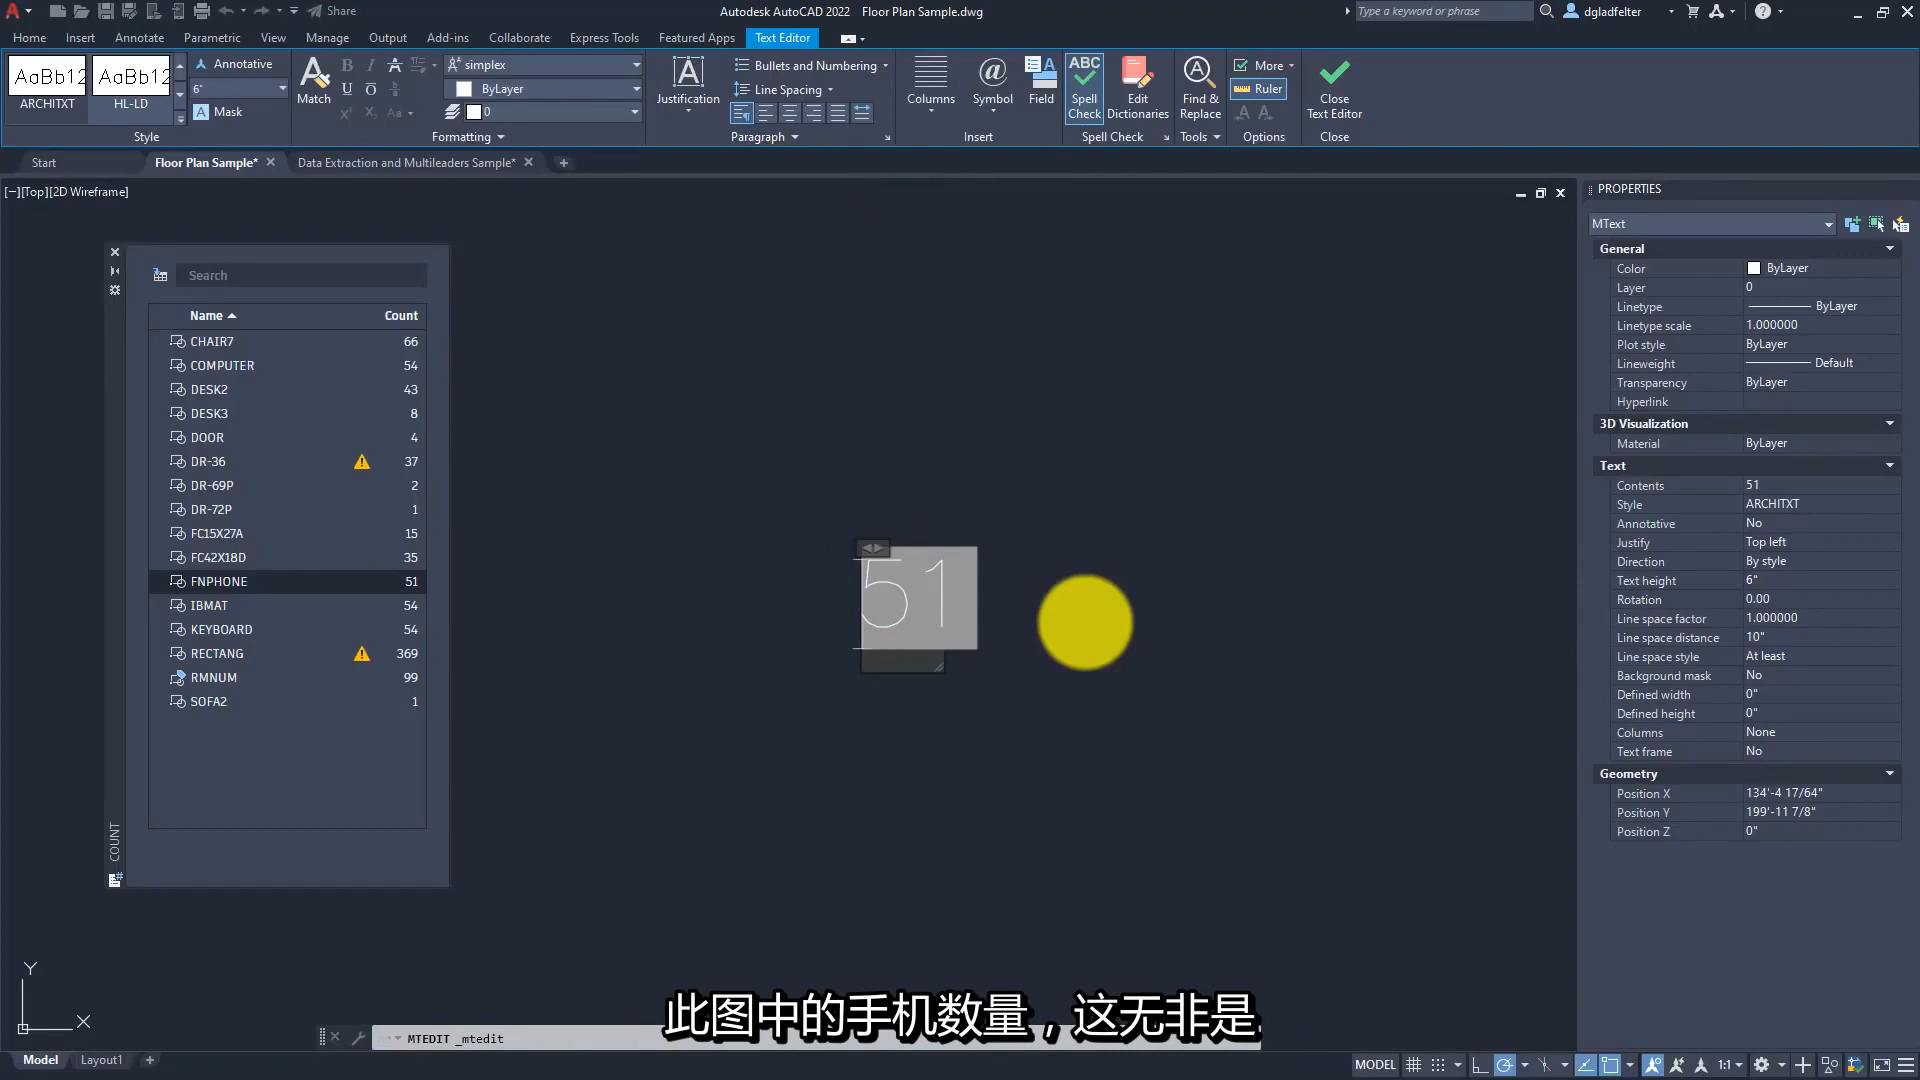 Share
Autodesk AutoCAD 2022 Floor Plan Sample.dwg
Type a keyword or phrase
dgladfelter
Home Insert Annotate Parametric View Manage Output Add-ins Collaborate Express Tools Featured Apps Text Editor
AaBb12 ARCHITXT
AaBb12 HL-LD
Annotative
6"
Mask
Style
Match
simplex
ByLayer
0
Formatting
Justification
Bullets and Numbering
Line Spacing
Paragraph
Columns
Symbol
Field
Insert
ABC
Spell Check
Edit Dictionaries
Spell Check
Find & Replace
Tools
More
Ruler
Options
Close Text Editor
Close
Start
Floor Plan Sample*
Data Extraction and Multileaders Sample*
[−][Top][2D Wireframe]
Search
Name Count
CHAIR7 66
COMPUTER 54
DESK2 43
DESK3 8
DOOR 4
DR-36 37
DR-69P 2
DR-72P 1
FC15X27A 15
FC42X18D 35
FNPHONE 51
IBMAT 54
KEYBOARD 54
RECTANG 369
RMNUM 99
SOFA2 1
COUNT
51
PROPERTIES
MText
General
Color ByLayer
Layer 0
Linetype ByLayer
Linetype scale 1.000000
Plot style ByLayer
Lineweight Default
Transparency ByLayer
Hyperlink
3D Visualization
Material ByLayer
Text
Contents 51
Style ARCHITXT
Annotative No
Justify Top left
Direction By style
Text height 6"
Rotation 0.00
Line space factor 1.000000
Line space distance 10"
Line space style At least
Background mask No
Defined width 0"
Defined height 0"
Columns None
Text frame No
Geometry
Position X 134'-4 17/64"
Position Y 199'-11 7/8"
Position Z 0"
Y
X
此图中的手机数量，这无非是
MTEDIT _mtedit
Model Layout1
MODEL
1:1